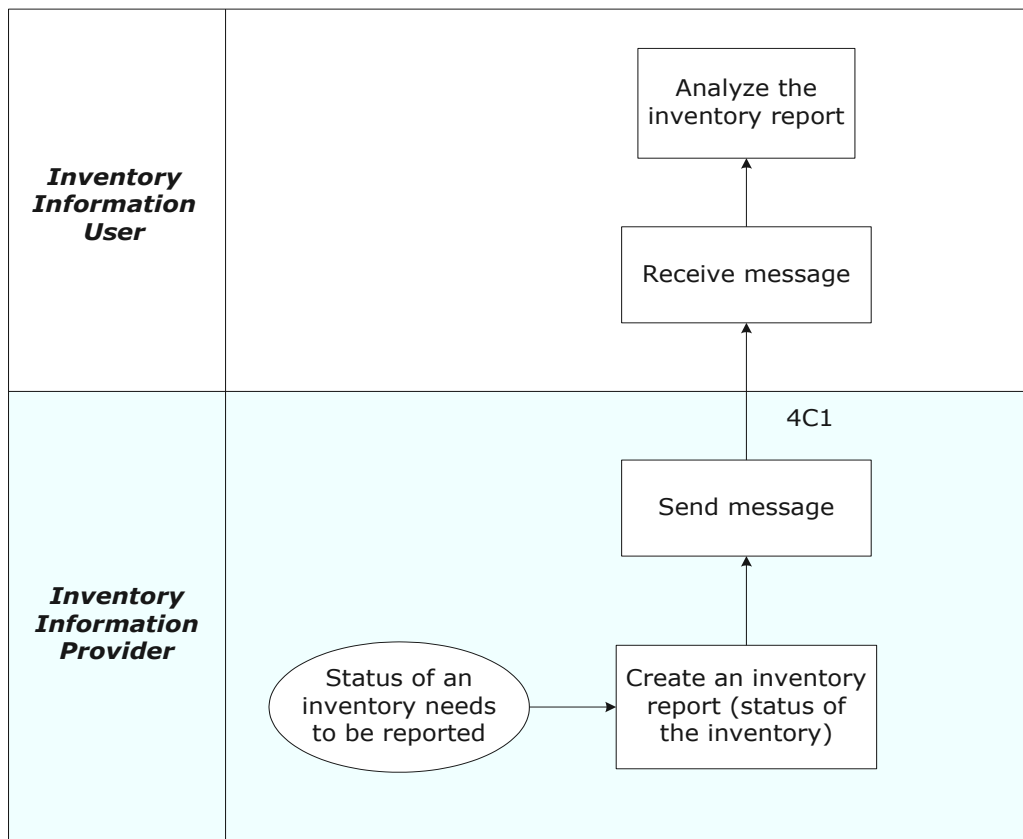 Analyze the
inventory report
Inventory
Information
User
Receive message
4C1
Send message
Inventory
Information
Provider
Status of an
inventory needs
to be reported
Create an inventory
report (status of
the inventory)